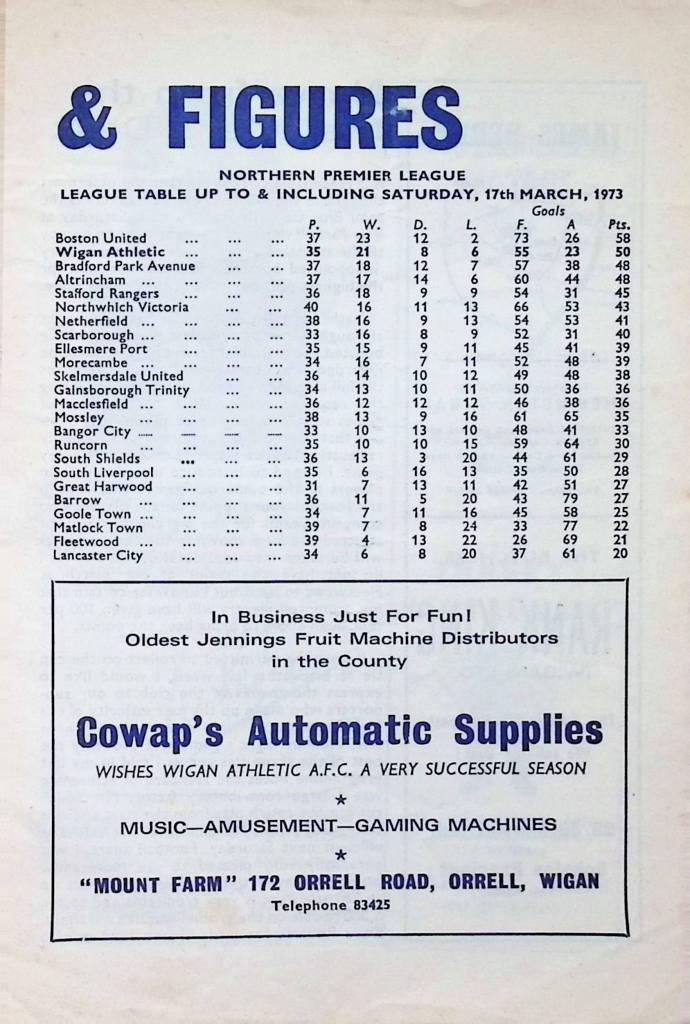 & FIGURES
NORTHERN PREMIER LEAGUE
LEAGUE TABLE UP TO & INCLUDING SATURDAY, 17th MARCH, 1973
Goals
P. W. D. L. F. A Pts.
Boston United ... ... ... 37 23 12 2 73 26 58
Wigan Athletic ... ... ... 35 21 8 6 55 23 50
Bradford Park Avenue ... ... 37 18 12 7 57 38 48
Altrincham ... ... ... 37 17 14 6 60 44 48
Stafford Rangers ... ... ... 36 18 9 9 54 31 45
Northwhich Victoria ... ... 40 16 11 13 66 53 43
Netherfield ... ... ... 38 16 9 13 54 53 41
Scarborough ... ... ... 33 16 8 9 52 31 40
Ellesmere Port ... ... ... 35 15 9 11 45 41 39
Morecambe ... ... ... 34 16 7 11 52 48 39
Skelmersdale United ... ... 36 14 10 12 49 48 38
Gainsborough Trinity ... ... 34 13 10 11 50 36 36
Macclesfield ... ... ... 36 12 12 12 46 38 36
Mossley ... ... ... ... 38 13 9 16 61 65 35
Bangor City ... ... ... ... 33 10 13 10 48 41 33
Runcorn ... ... ... 35 10 10 15 59 64 30
South Shields ... ... ... 36 13 3 20 44 61 29
South Liverpool ... ... ... 35 6 16 13 35 50 28
Great Harwood ... ... ... 31 7 13 11 42 51 27
Barrow ... ... ... ... 36 11 5 20 43 79 27
Goole Town ... ... ... ... 34 7 11 16 45 58 25
Matlock Town ... ... ... 39 7 8 24 33 77 22
Fleetwood ... ... ... ... 39 4 13 22 26 69 21
Lancaster City ... ... ... 34 6 8 20 37 61 20
In Business Just For Fun!
Oldest Jennings Fruit Machine Distributors
in the County
Cowap's Automatic Supplies
WISHES WIGAN ATHLETIC A.F.C. A VERY SUCCESSFUL SEASON
★
MUSIC—AMUSEMENT—GAMING MACHINES
★
"MOUNT FARM" 172 ORRELL ROAD, ORRELL, WIGAN
Telephone 83425